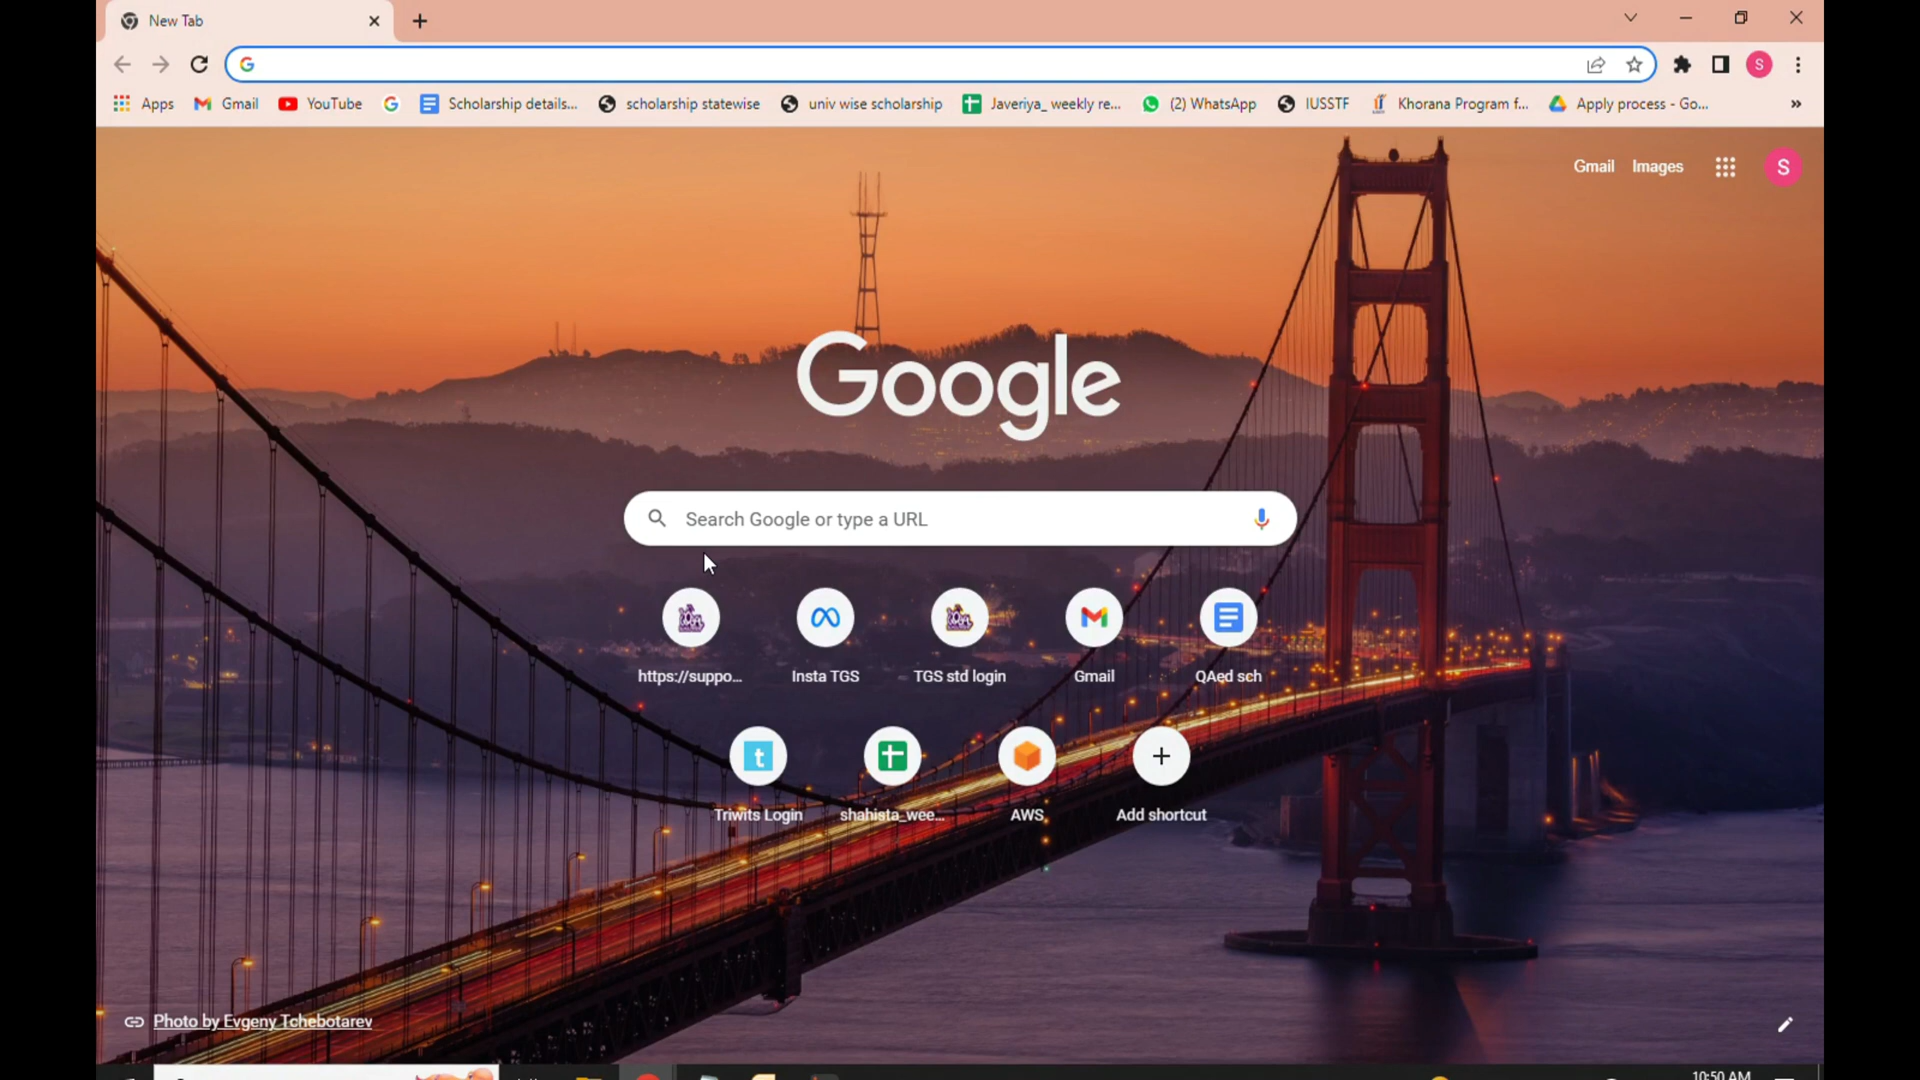 New Tab
Apps Gmail YouTube Scholarship details... scholarship statewise univ wise scholarship Javeriya_ weekly re... (2) WhatsApp IUSSTF Khorana Program f... Apply process - Go... »
Gmail Images S
Google
Search Google or type a URL
https://suppo... Insta TGS TGS std login Gmail QAed sch
Triwits Login shahista_wee... AWS Add shortcut
Photo by Evgeny Tchebotarev
10:50 AM